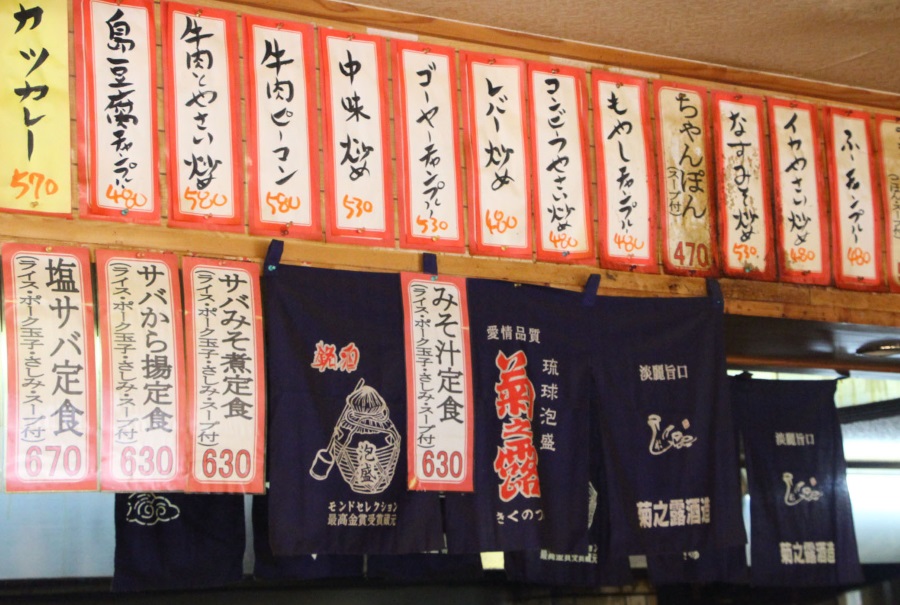 カツカレー
570
島豆腐チャンプルー
480
牛肉とやさい炒め
480
牛肉ピーコン
580
中味炒め
530
ゴーヤーチャンプルー
530
レバー炒め
480
コンビーフやさい炒め
480
もやしチャンプルー
480
ちゃんぽん
(スープ付)
470
なすみそ炒め
530
イカやさい炒め
480
ふーチャンプルー
480
塩サバ定食
(ライス・ポーク玉子・さしみ・スープ付)
670
サバから揚定食
(ライス・ポーク玉子・さしみ・スープ付)
630
サバみそ煮定食
(ライス・ポーク玉子・さしみ・スープ付)
630
みそ汁定食
(ライス・ポーク玉子・さしみ・スープ付)
630
泡盛
モンドセレクション
最高金賞受賞蔵元
愛情品質
琉球泡盛
菊之露
きくのつ
淡麗旨口
菊之露酒造
淡麗旨口
菊之露酒造